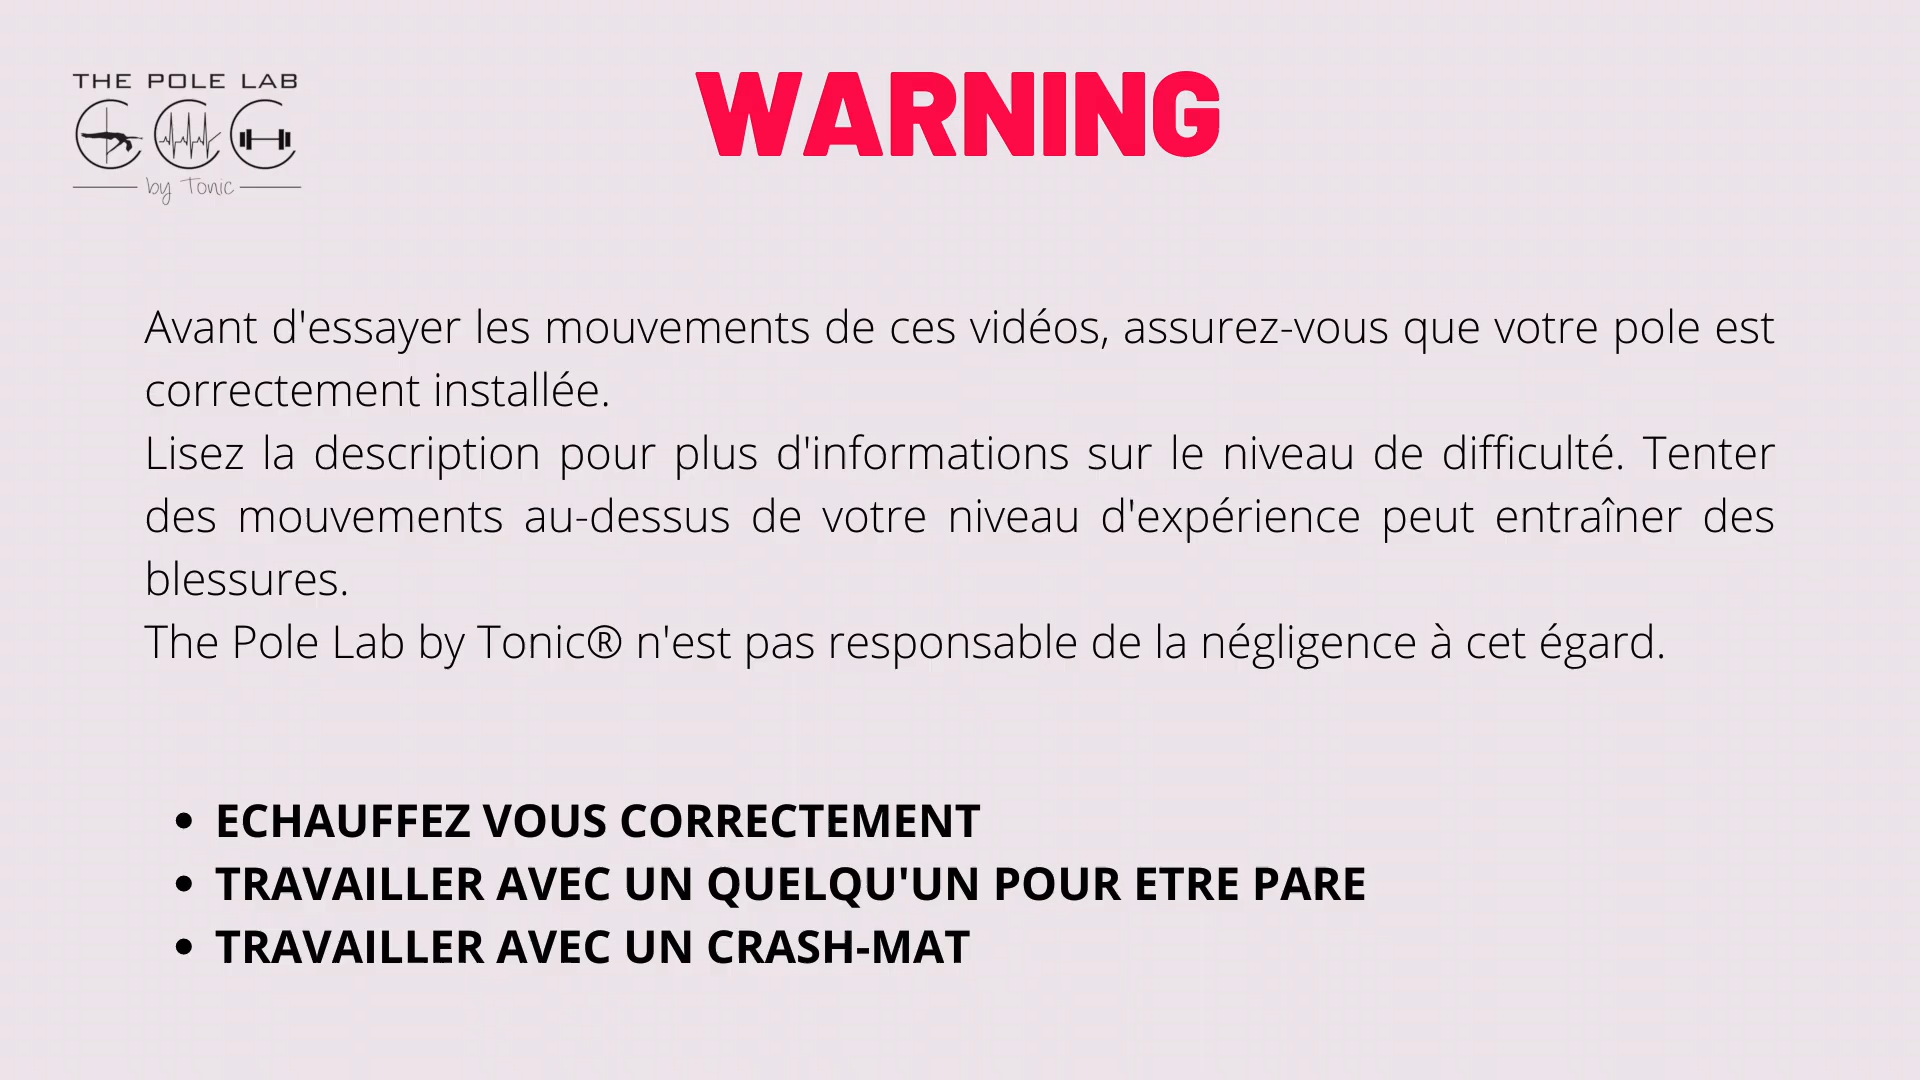 THE POLE LAB
by Tonic
WARNING
Avant d'essayer les mouvements de ces vidéos, assurez-vous que votre pole est
correctement installée.
Lisez la description pour plus d'informations sur le niveau de difficulté. Tenter
des mouvements au-dessus de votre niveau d'expérience peut entraîner des
blessures.
The Pole Lab by Tonic® n'est pas responsable de la négligence à cet égard.
• ECHAUFFEZ VOUS CORRECTEMENT
• TRAVAILLER AVEC UN QUELQU'UN POUR ETRE PARE
• TRAVAILLER AVEC UN CRASH-MAT